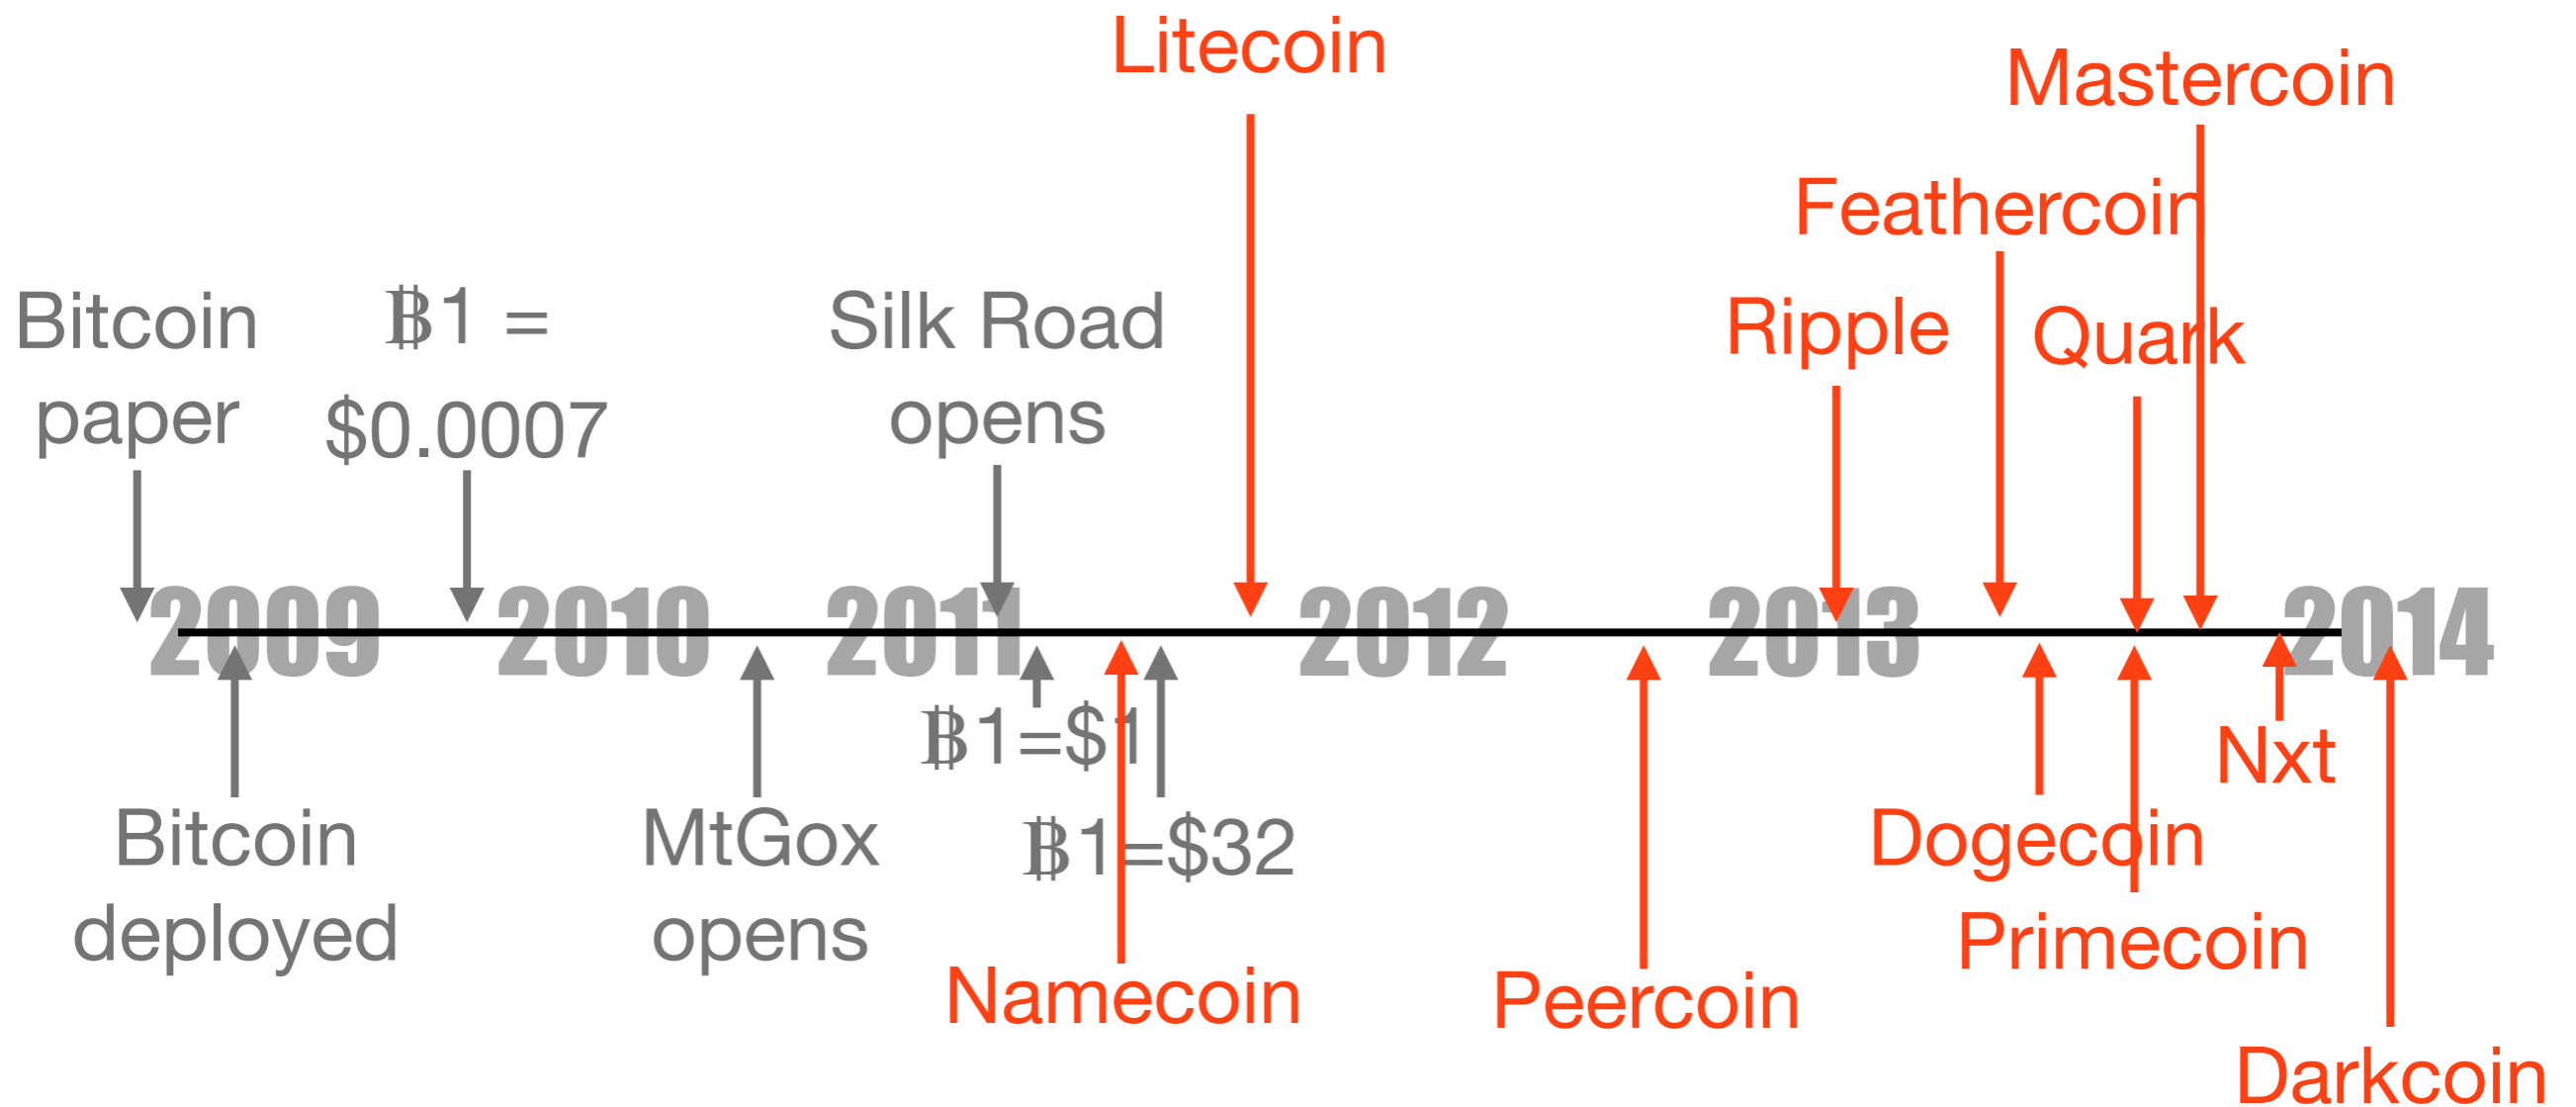 Litecoin
Mastercoin
Feathercoin
Bitcoin
paper
฿1 =
$0.0007
Silk Road
opens
Ripple
Quark
2009
2010
2011
2012
2013
2014
฿1=$1
Nxt
Bitcoin
deployed
MtGox
opens
฿1=$32
Dogecoin
Primecoin
Namecoin
Peercoin
Darkcoin